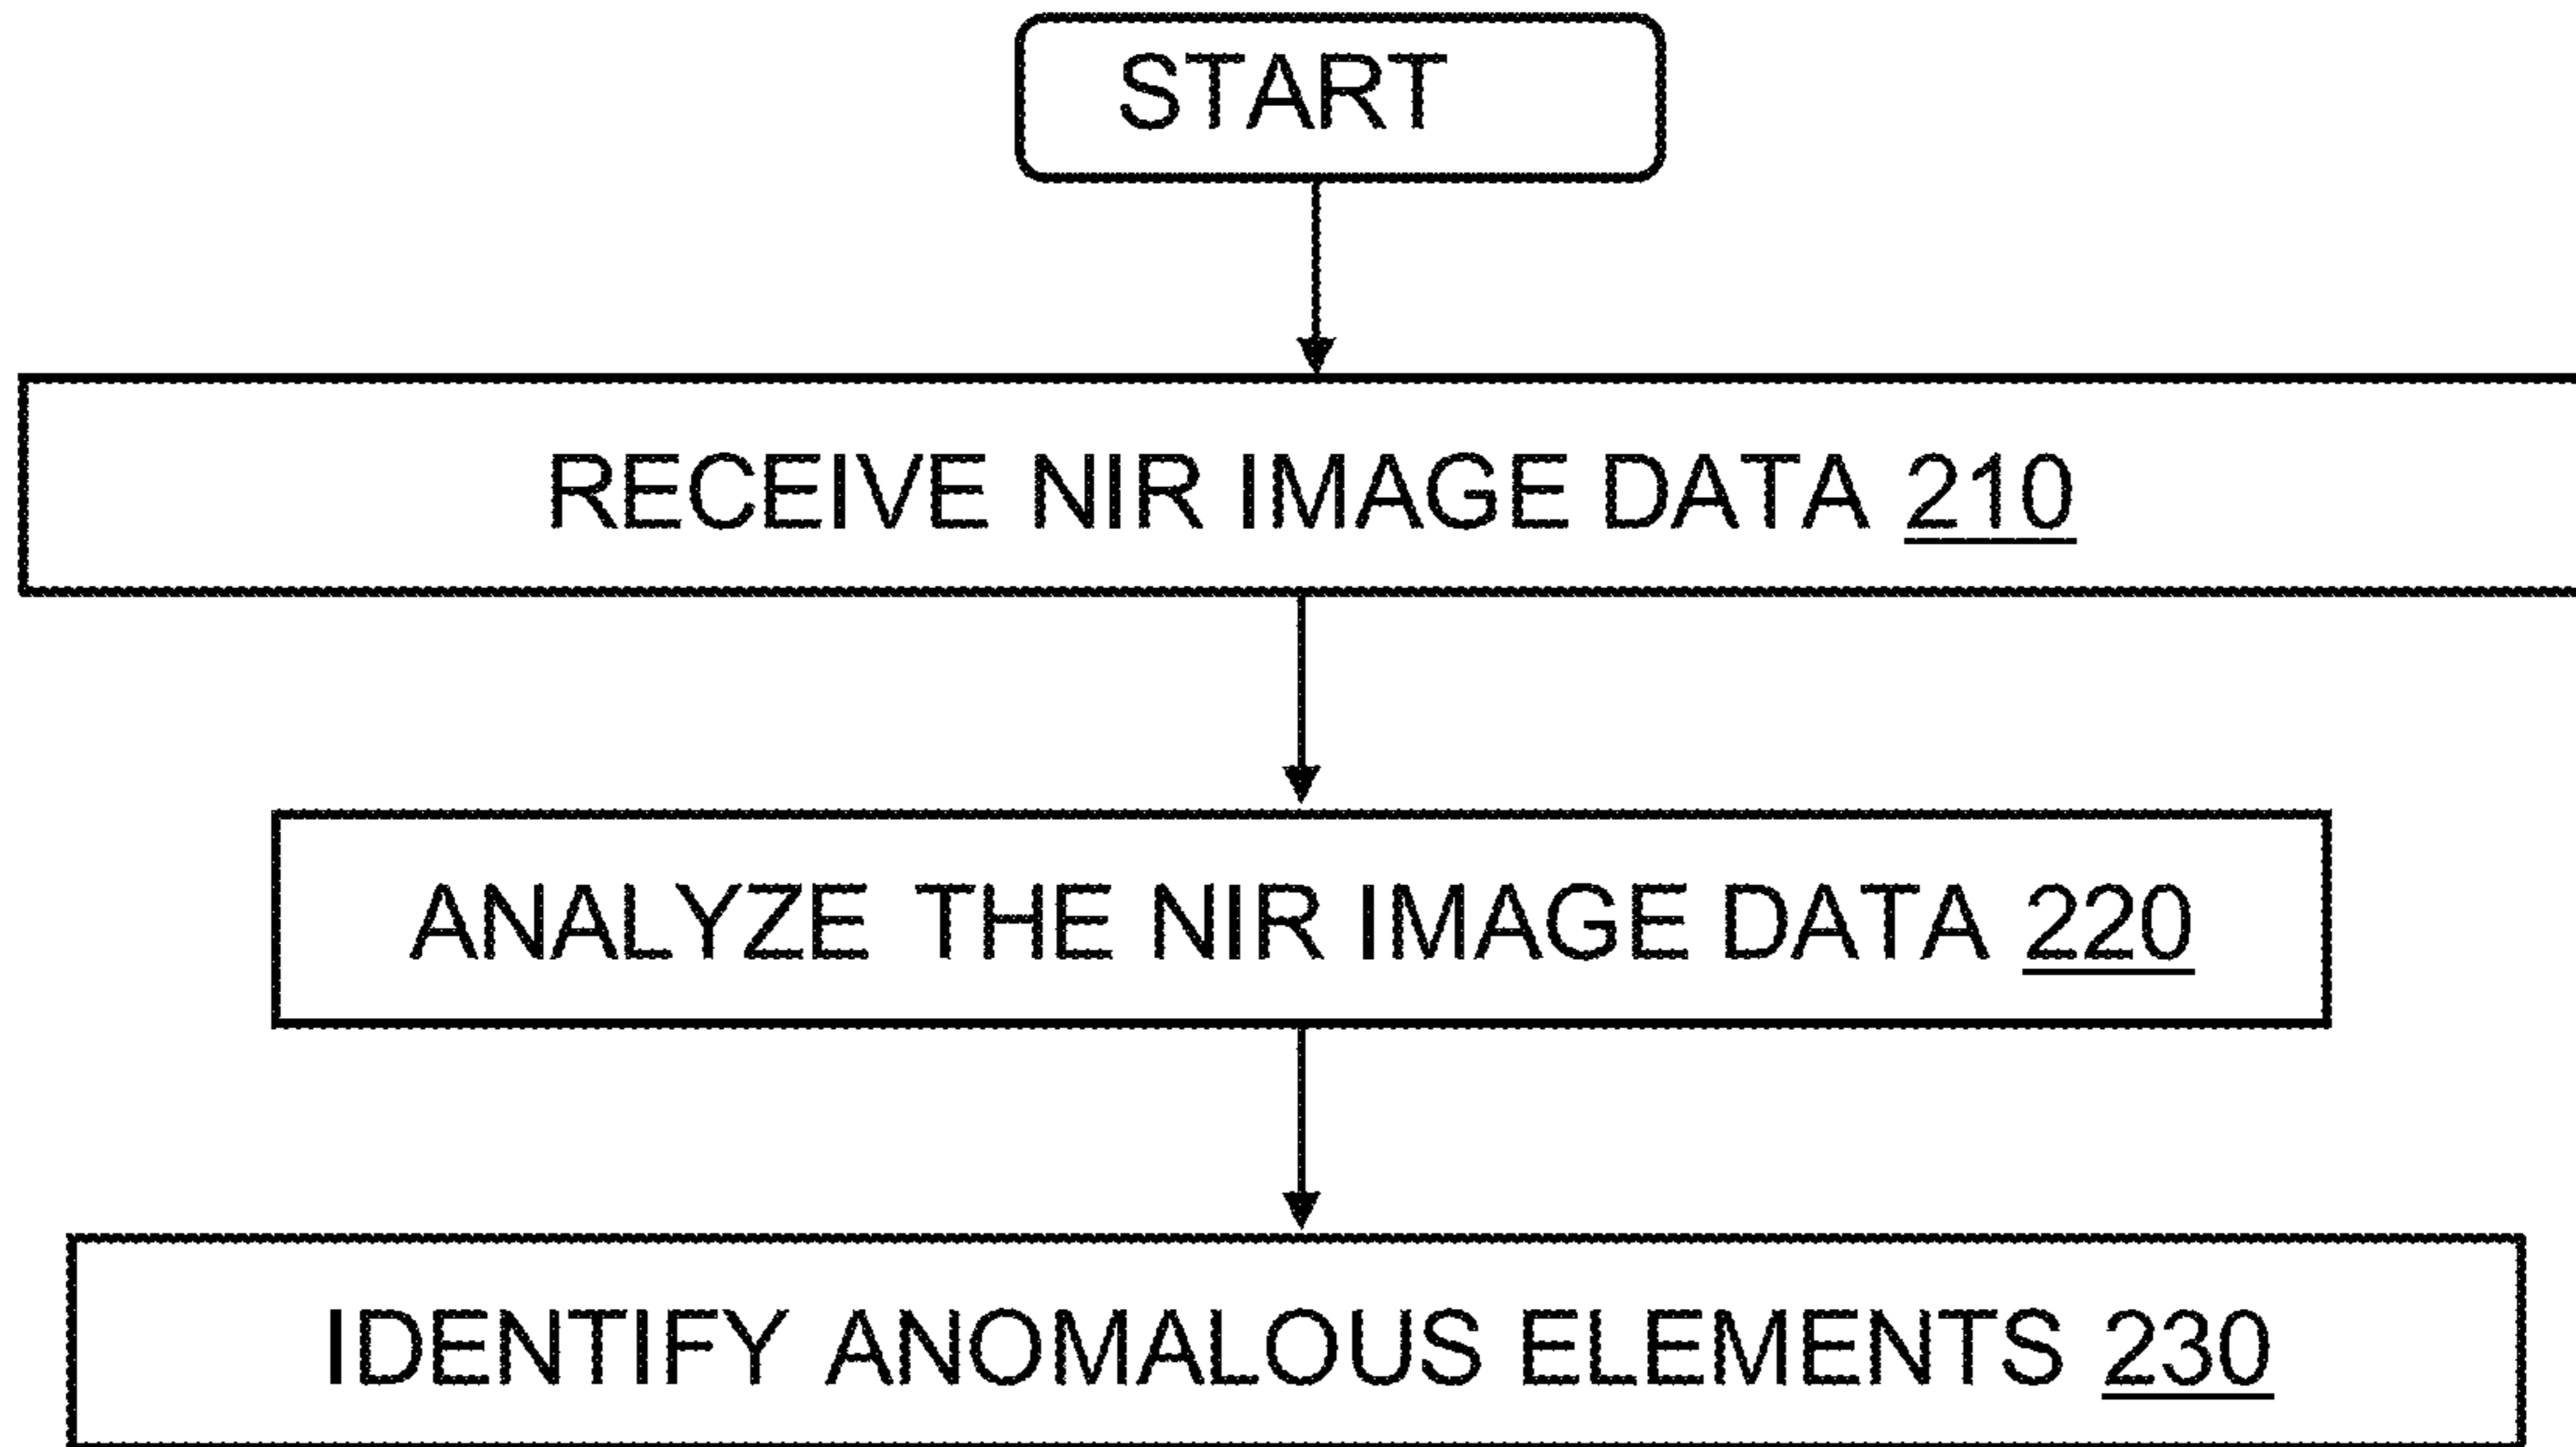 START
RECEIVE NIR IMAGE DATA 210
ANALYZE THE NIR IMAGE DATA 220
IDENTIFY ANOMALOUS ELEMENTS 230